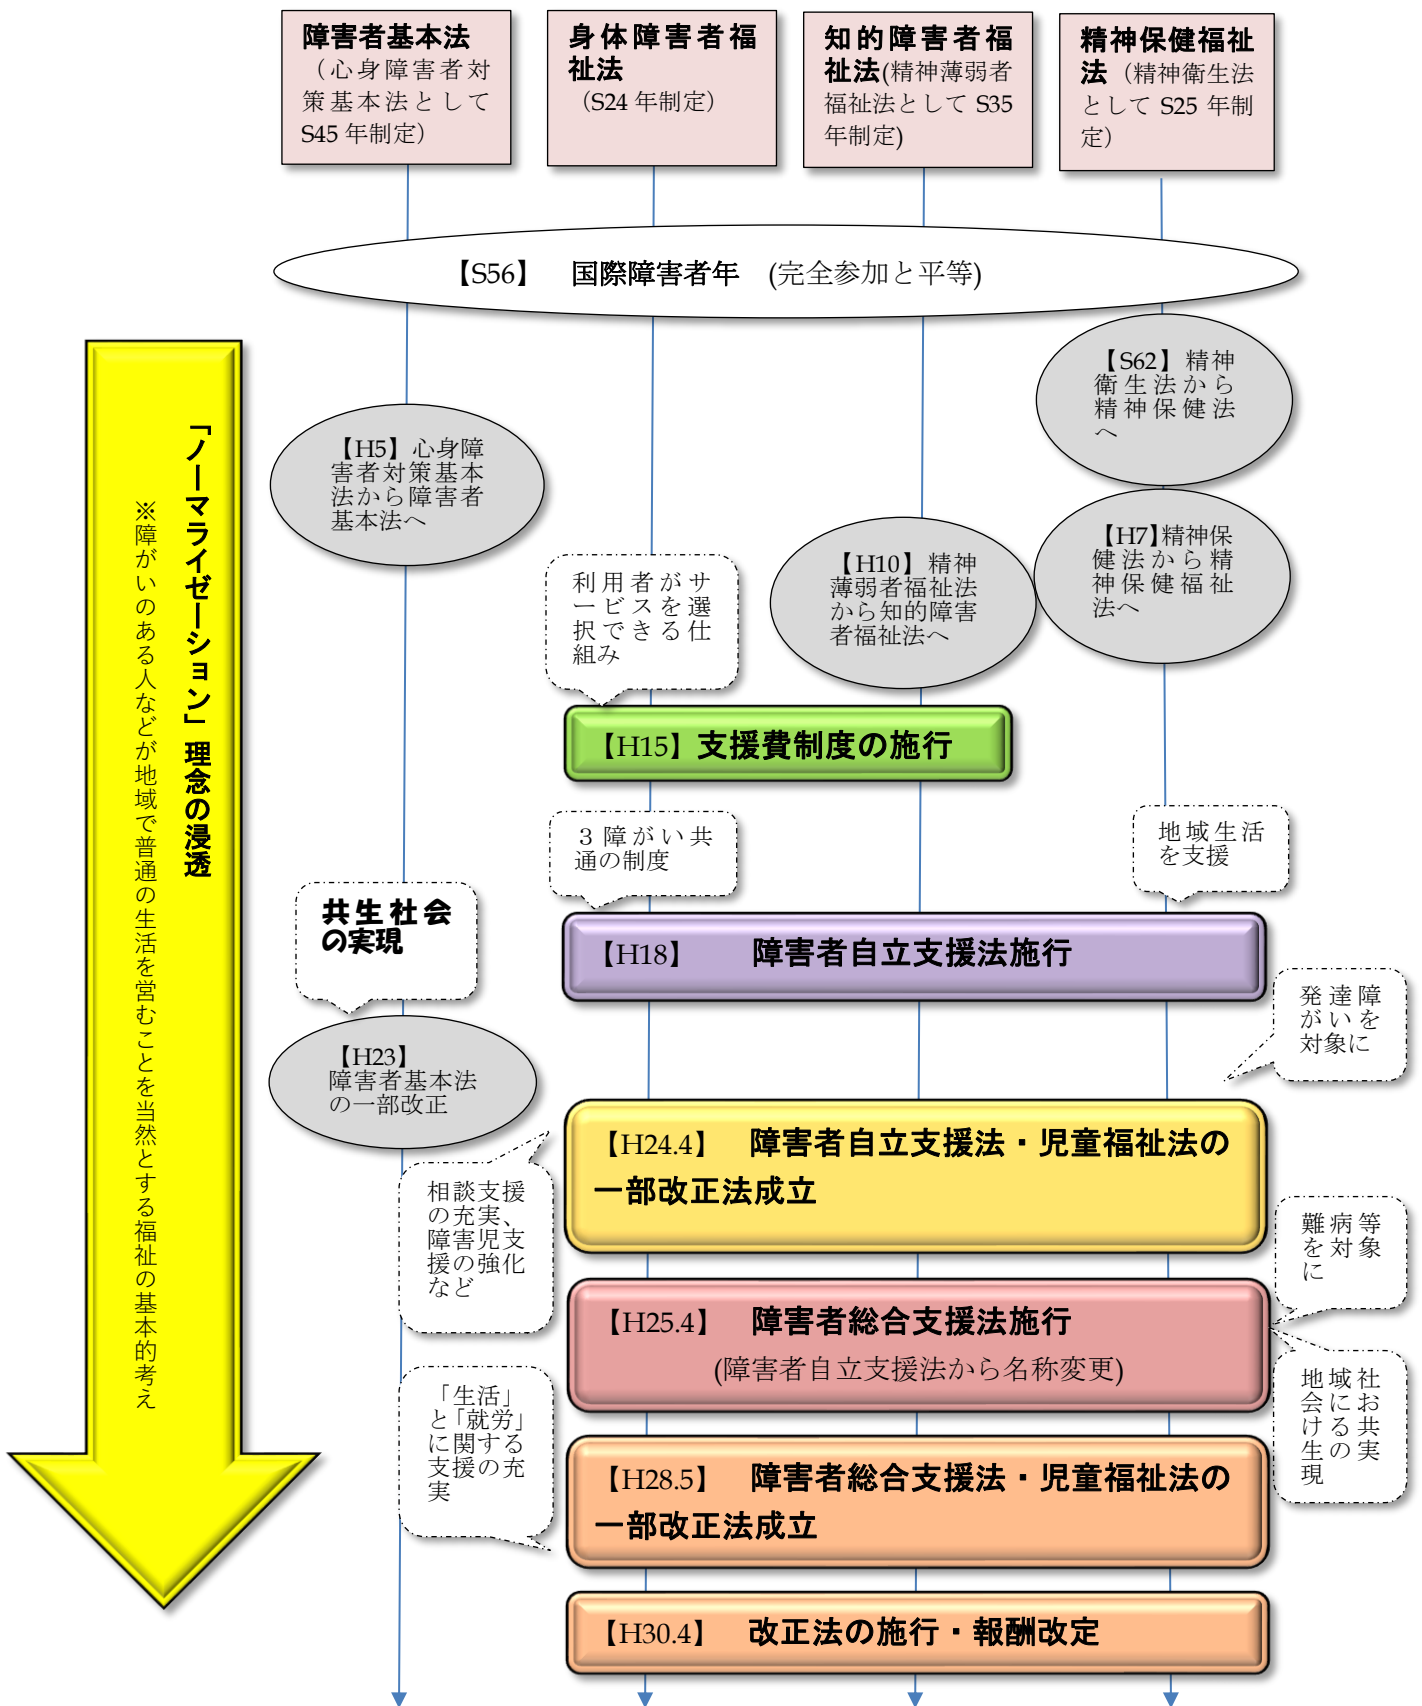 障害者基本法
（心身障害者対
策基本法として
S45 年制定）
身体障害者福
祉法
（S24 年制定）
知的障害者福
祉法(精神薄弱者
福祉法として S35
年制定)
精神保健福祉
法（精神衛生法
として S25 年制
定）
【S56】　国際障害者年　(完全参加と平等)
【S62】精神
衛生法から
精神保健法
へ
「ノーマライゼーション」理念の浸透
※障がいのある人などが地域で普通の生活を営むことを当然とする福祉の基本的考え
【H5】心身障
害者対策基本
法から障害者
基本法へ
【H7】精神保
健法から精
神保健福祉
法へ
【H10】精神
薄弱者福祉法
から知的障害
者福祉法へ
利用者がサ
ービスを選
択できる仕
組み
【H15】支援費制度の施行
３障がい共
通の制度
地域生活
を支援
共生社会
の実現
【H18】　障害者自立支援法施行
発達障
がいを
対象に
【H23】
障害者基本法
の一部改正
【H24.4】　障害者自立支援法・児童福祉法の
一部改正法成立
相談支援
の充実、
障害児支
援の強化
など
難病等
を対象
に
【H25.4】　障害者総合支援法施行
(障害者自立支援法から名称変更)
地域社
会にお
ける共
生の実
現
「生活」
と「就労」
に関する
支援の充
実
【H28.5】　障害者総合支援法・児童福祉法の
一部改正法成立
【H30.4】　改正法の施行・報酬改定